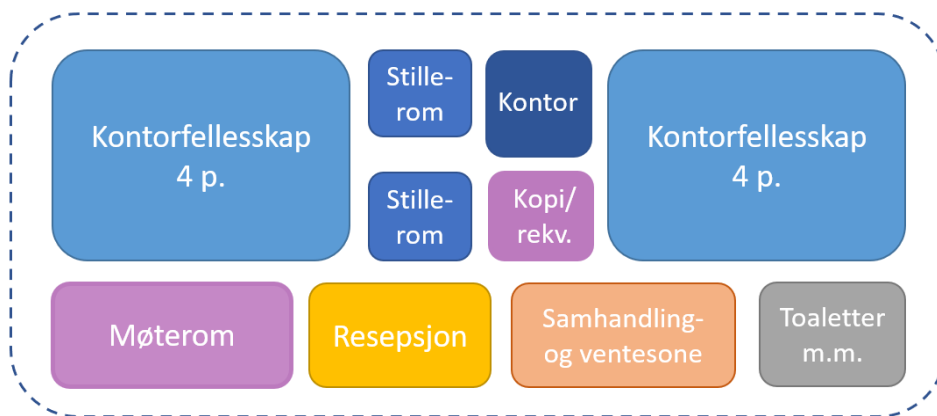 Kontorfellesskap
4 p.
Stille-
rom
Kontor
Kontorfellesskap
4 p.
Stille-
rom
Kopi/
rekv.
Møterom
Resepsjon
Samhandling-
og ventesone
Toaletter
m.m.